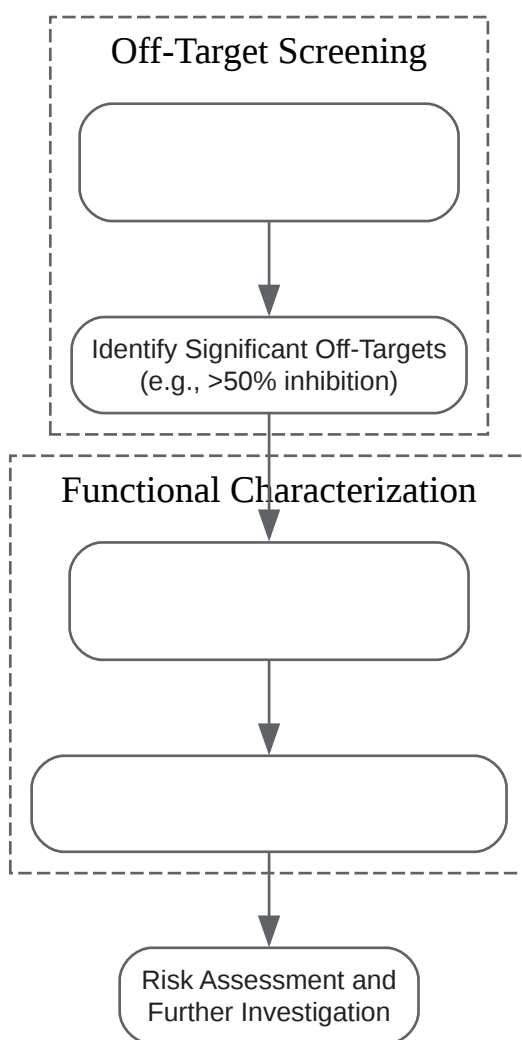 Off-Target Screening
Identify Significant Off-Targets
(e.g., >50% inhibition)
Functional Characterization
Risk Assessment and
Further Investigation